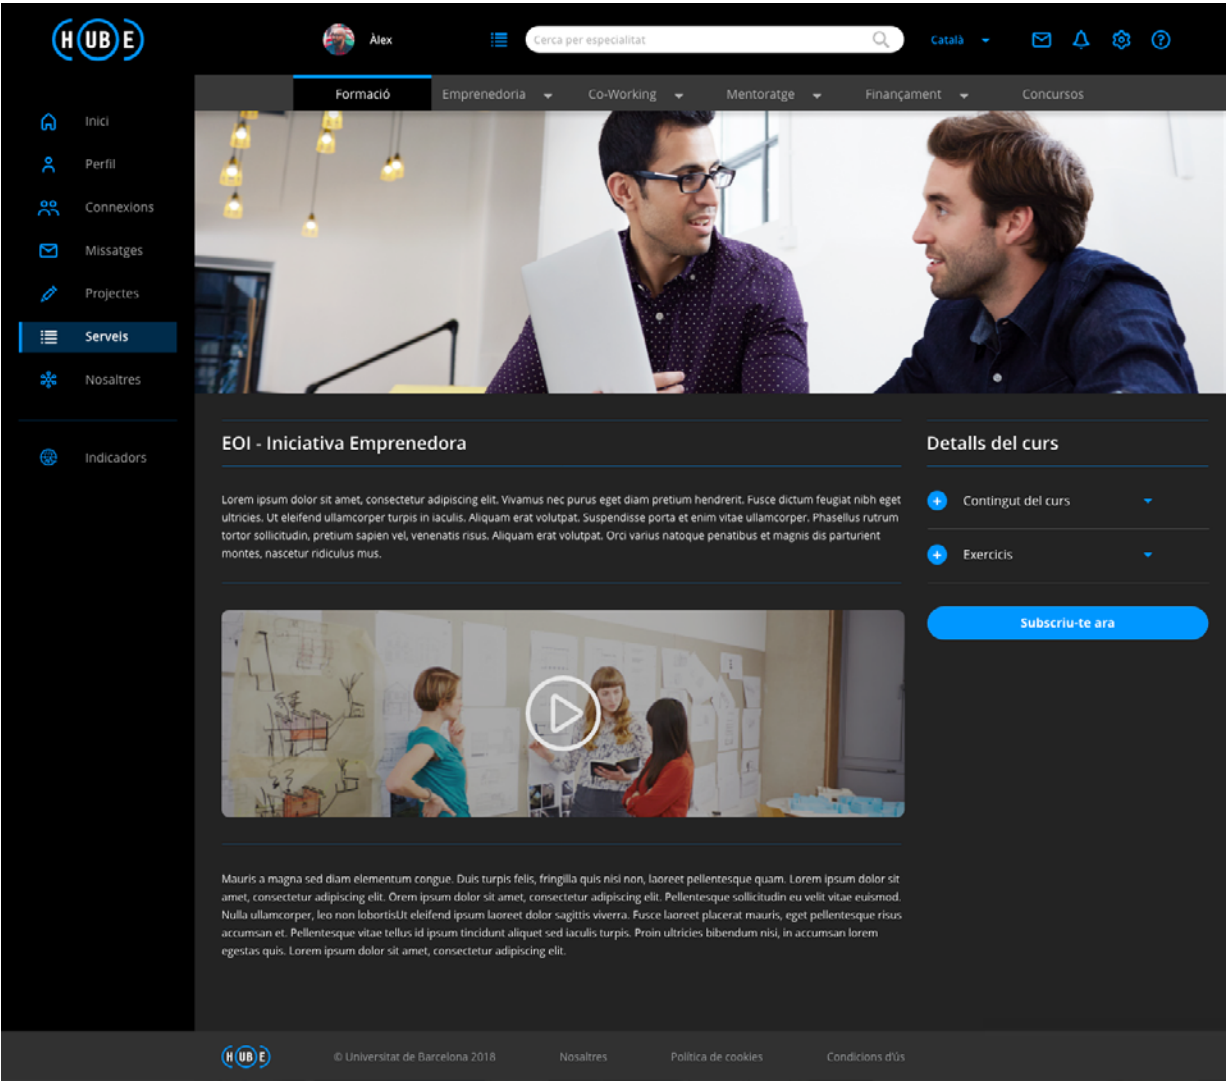 HUBE
Àlex
Cerca per especialitat
Català
Formació
Emprenedoria
Co-Working
Mentoratge
Finançament
Concursos
Inici
Perfil
Connexions
Missatges
Projectes
Serveis
Nosaltres
Indicadors
EOI - Iniciativa Emprenedora
Lorem ipsum dolor sit amet, consectetur adipiscing elit. Vivamus nec purus eget diam pretium hendrerit. Fusce dictum feugiat nibh eget
ultricies. Ut eleifend ullamcorper turpis in iaculis. Aliquam erat volutpat. Suspendisse porta et enim vitae ullamcorper. Phasellus rutrum
tortor sollicitudin, pretium sapien vel, venenatis risus. Aliquam erat volutpat. Orci varius natoque penatibus et magnis dis parturient
montes, nascetur ridiculus mus.
Detalls del curs
Contingut del curs
Exercicis
Subscriu-te ara
Mauris a magna sed diam elementum congue. Duis turpis felis, fringilla quis nisi non, laoreet pellentesque quam. Lorem ipsum dolor sit
amet, consectetur adipiscing elit. Orem ipsum dolor sit amet, consectetur adipiscing elit. Pellentesque sollicitudin eu velit vitae euismod.
Nulla ullamcorper, leo non lobortisUt eleifend ipsum laoreet dolor sagittis viverra. Fusce laoreet placerat mauris, eget pellentesque risus
accumsan et. Pellentesque vitae tellus id ipsum tincidunt aliquet sed iaculis turpis. Proin ultricies bibendum nisi, in accumsan lorem
egestas quis. Lorem ipsum dolor sit amet, consectetur adipiscing elit.
HUBE
© Universitat de Barcelona 2018
Nosaltres
Política de cookies
Condicions d'ús